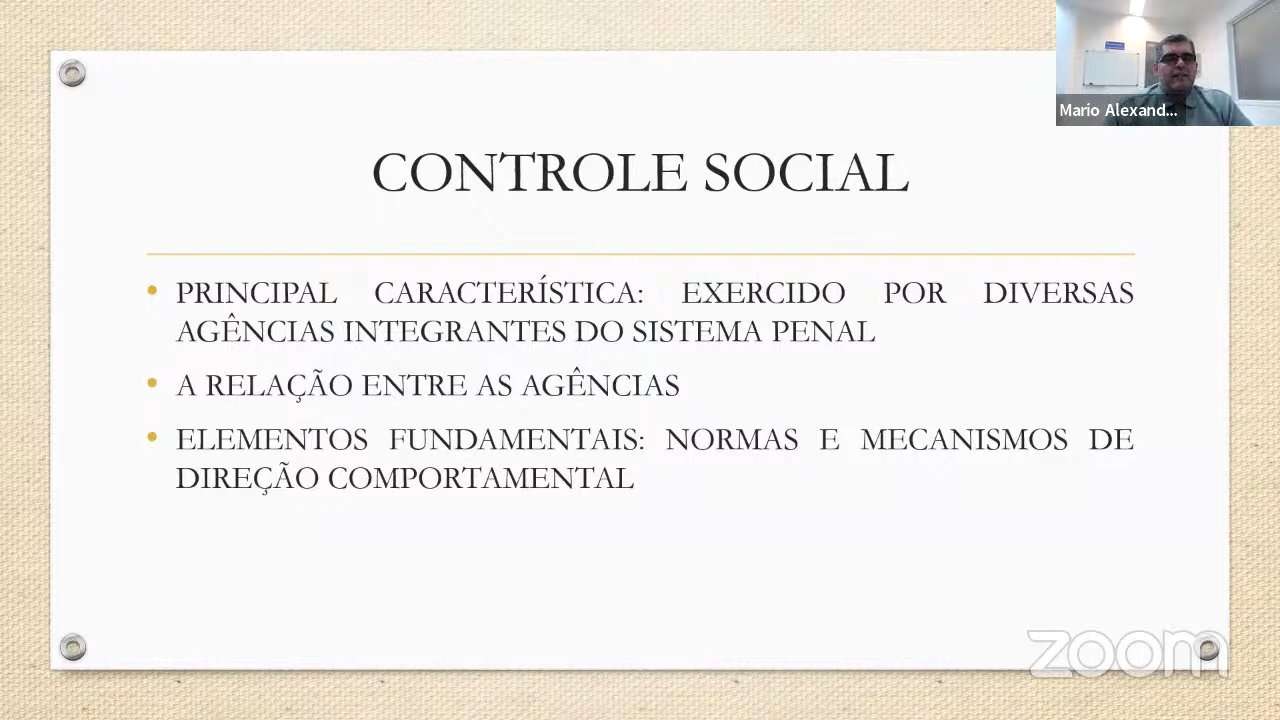 Mario Alexand...
CONTROLE SOCIAL
• PRINCIPAL CARACTERÍSTICA: EXERCIDO POR DIVERSAS
AGÊNCIAS INTEGRANTES DO SISTEMA PENAL
• A RELAÇÃO ENTRE AS AGÊNCIAS
• ELEMENTOS FUNDAMENTAIS: NORMAS E MECANISMOS DE
DIREÇÃO COMPORTAMENTAL
zoom